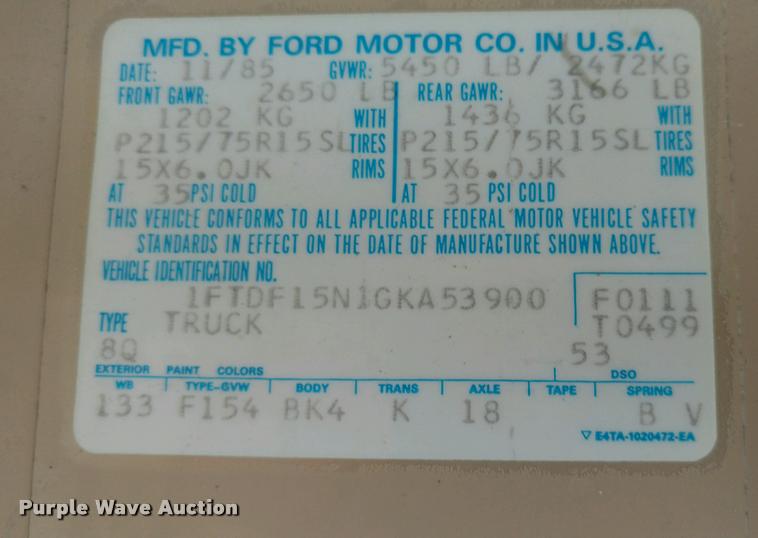 MFD. BY FORD MOTOR CO. IN U.S.A.
DATE: 11/85 GVWR: 5450 LB/ 2472KG
FRONT GAWR: 2650 LB REAR GAWR: 3166 LB
1202 KG WITH 1436 KG WITH
P215/75R15SL TIRES P215/75R15SL TIRES
15X6.0JK RIMS 15X6.0JK RIMS
AT 35 PSI COLD AT 35 PSI COLD
THIS VEHICLE CONFORMS TO ALL APPLICABLE FEDERAL MOTOR VEHICLE SAFETY
STANDARDS IN EFFECT ON THE DATE OF MANUFACTURE SHOWN ABOVE.
VEHICLE IDENTIFICATION NO.
1FTDF15N1GKA53900 F0111
TYPE TRUCK T0499
8Q 53
EXTERIOR PAINT COLORS DSO
WB TYPE-GVW BODY TRANS AXLE TAPE SPRING
133 F154 BK4 K 18 B V
▽ E4TA-1020472-EA
Purple Wave Auction